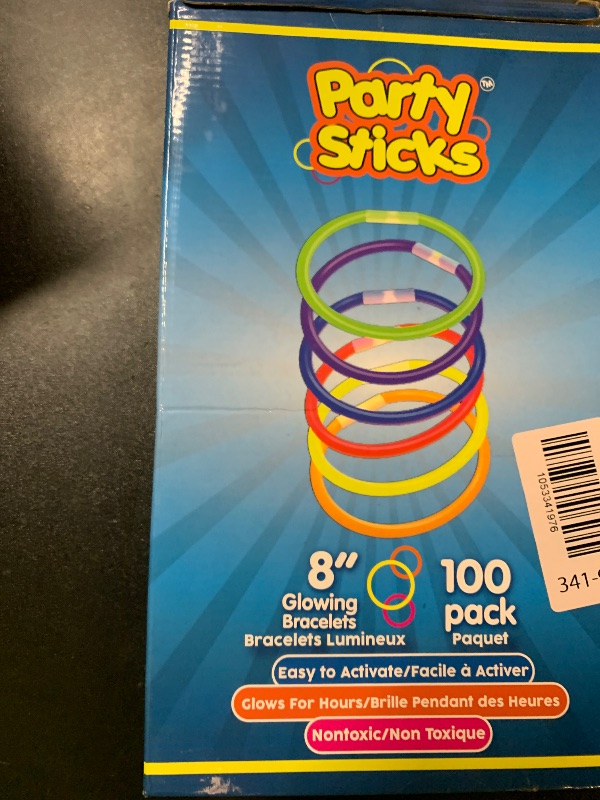 Party™
Sticks
1053341976
341-
8″
Glowing
Bracelets
Bracelets Lumineux
100
pack
Paquet
Easy to Activate/Facile à Activer
Glows For Hours/Brille Pendant des Heures
Nontoxic/Non Toxique